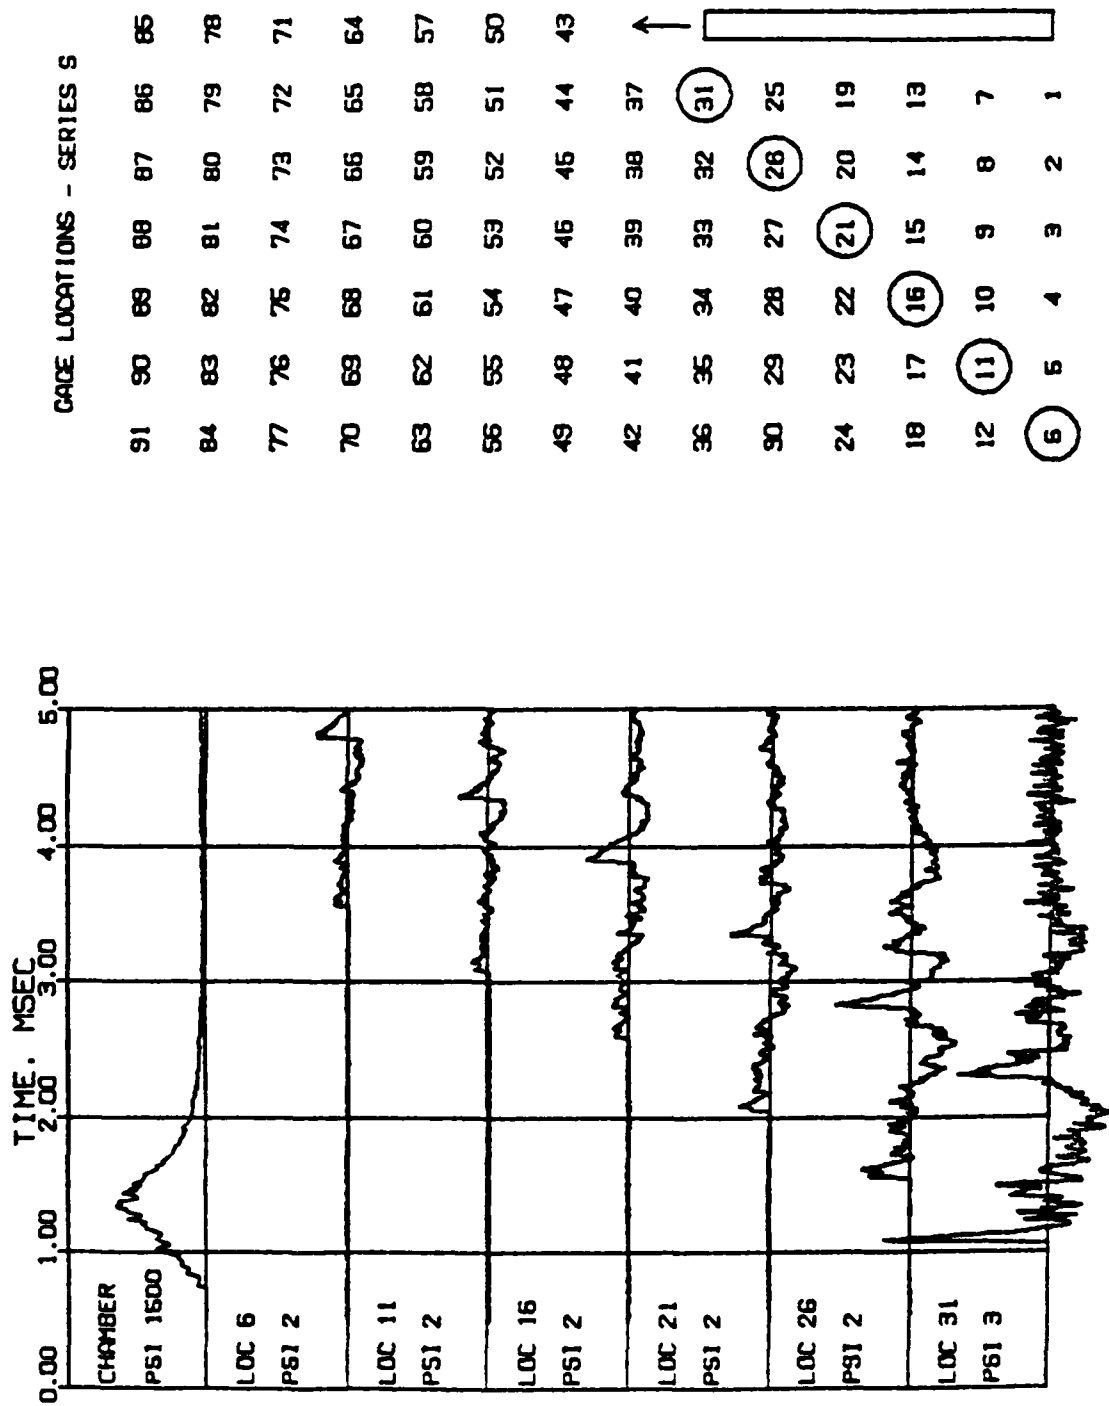 TIME. MSEC
0.00 1.00 2.00 3.00 4.00 5.00
CHAMBER
PSI 1600
LOC 6
PSI 2
LOC 11
PSI 2
LOC 16
PSI 2
LOC 21
PSI 2
LOC 26
PSI 2
LOC 31
PSI 3
GAGE LOCATIONS - SERIES S
91 90 89 88 87 86 85
84 83 82 81 80 79 78
77 76 75 74 73 72 71
70 69 68 67 66 65 64
63 62 61 60 59 58 57
56 55 54 53 52 51 50
49 48 47 46 45 44 43
42 41 40 39 38 37
36 35 34 33 32 31
30 29 28 27 26 25
24 23 22 21 20 19
18 17 16 15 14 13
12 11 10 9 8 7
6 5 4 3 2 1